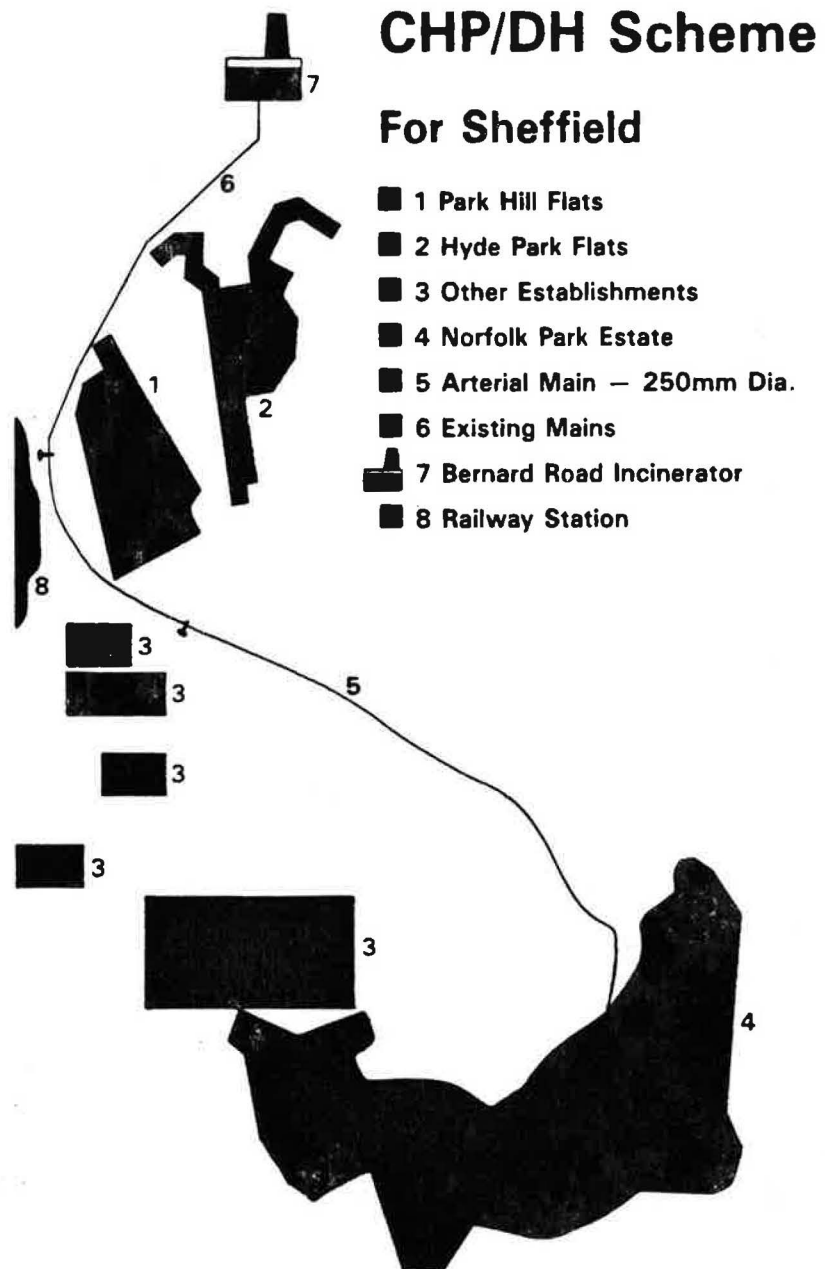 CHP/DH Scheme
For Sheffield
1 Park Hill Flats
2 Hyde Park Flats
3 Other Establishments
4 Norfolk Park Estate
5 Arterial Main — 250mm Dia.
6 Existing Mains
7 Bernard Road Incinerator
8 Railway Station
7
6
1
2
8
3
3
5
3
3
3
4